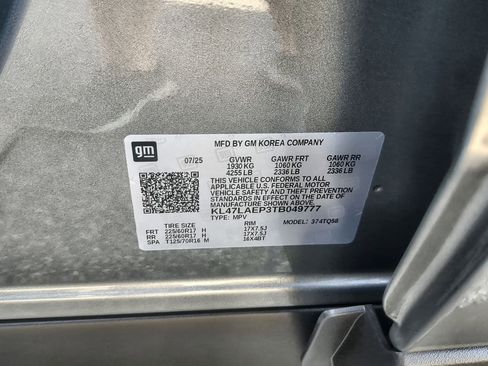 gm
MFD BY GM KOREA COMPANY
07/25 GVWR GAWR FRT GAWR RR
1930 KG 1060 KG 1060 KG
4255 LB 2336 LB 2336 LB
THIS VEHICLE CONFORMS TO ALL
APPLICABLE U.S. FEDERAL MOTOR
VEHICLE SAFETY AND THEFT PREVENTION
STANDARDS IN EFFECT ON THE DATE OF
MANUFACTURE SHOWN ABOVE.
KL47LAEP3TB049777
TYPE: MPV MODEL: 374TQ58
TIRE SIZE RIM
FRT 225/60R17 H 17X7.5J
RR 225/60R17 H 17X7.5J
SPA T125/70R16 M 16X4BT